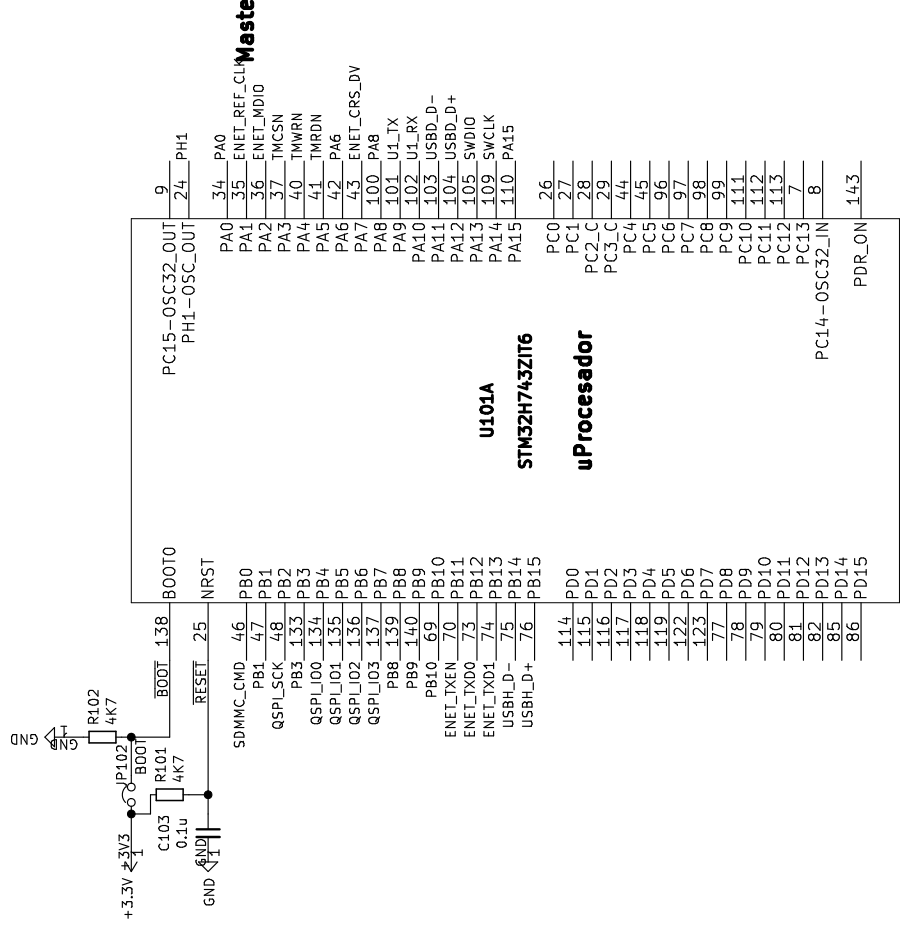 GND
GND
1
R102
4K7
JP102
BOOT
R101
4K7
+3.3V
+3V3
1
C103
0.1u
GND
GND
1
BOOT 138 BOOT0
RESET 25 NRST
SDMMC_CMD 46 PB0
PB1 47 PB1
QSPI_SCK 48 PB2
PB3 133 PB3
QSPI_IO0 134 PB4
QSPI_IO1 135 PB5
QSPI_IO2 136 PB6
QSPI_IO3 137 PB7
PB8 139 PB8
PB9 140 PB9
PB10 69 PB10
ENET_TXEN 70 PB11
ENET_TXD0 73 PB12
ENET_TXD1 74 PB13
USBH_D- 75 PB14
USBH_D+ 76 PB15
114 PD0
115 PD1
116 PD2
117 PD3
118 PD4
119 PD5
122 PD6
123 PD7
77 PD8
78 PD9
79 PD10
80 PD11
81 PD12
82 PD13
85 PD14
86 PD15
U101A
STM32H743ZIT6
uProcesador
PC15-OSC32_OUT 9
PH1-OSC_OUT 24 PH1
PA0 34 PA0
PA1 35 ENET_REF_CLK
PA2 36 ENET_MDIO
PA3 37 TMCSN
PA4 40 TMWRN
PA5 41 TMRDN
PA6 42 PA6
PA7 43 ENET_CRS_DV
PA8 100 PA8
PA9 101 U1_TX
PA10 102 U1_RX
PA11 103 USBD_D-
PA12 104 USBD_D+
PA13 105 SWDIO
PA14 109 SWCLK
PA15 110 PA15
PC0 26
PC1 27
PC2_C 28
PC3_C 29
PC4 44
PC5 45
PC6 96
PC7 97
PC8 98
PC9 99
PC10 111
PC11 112
PC12 113
PC13 7
PC14-OSC32_IN 8
PDR_ON 143
Maste